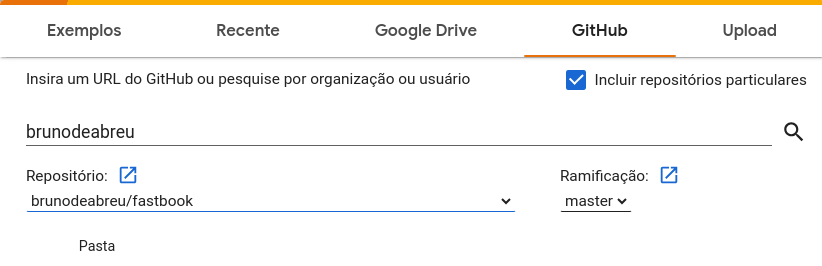 Exemplos Recente Google Drive GitHub Upload
Insira um URL do GitHub ou pesquise por organização ou usuário Incluir repositórios particulares
brunodeabreu
Repositório: Ramificação:
brunodeabreu/fastbook master
Pasta